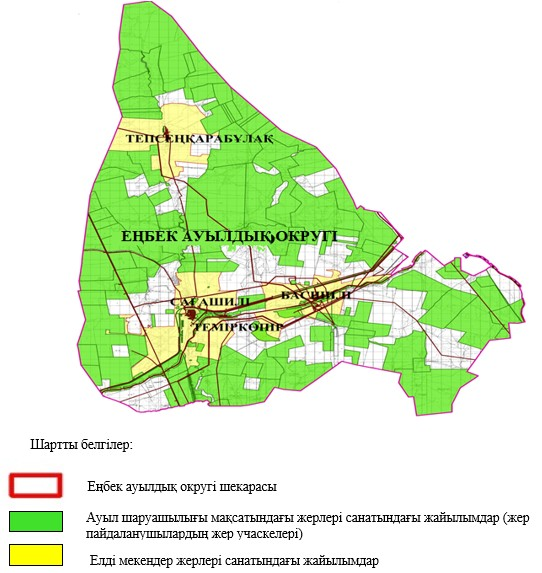 ТЕПСЕҢҚАРАБҰЛАҚ
ЕҢБЕК АУЫЛДЫҚ ОКРУГІ
БАСШИЛІ
САҒАШИЛІ
ТЕМІРКӨПІР
Шартты белгілер:
Еңбек ауылдық округі шекарасы
Ауыл шаруашылығы мақсатындағы жерлері санатындағы жайылымдар (жер
пайдаланушылардың жер учаскелері)
Елді мекендер жерлері санатындағы жайылымдар